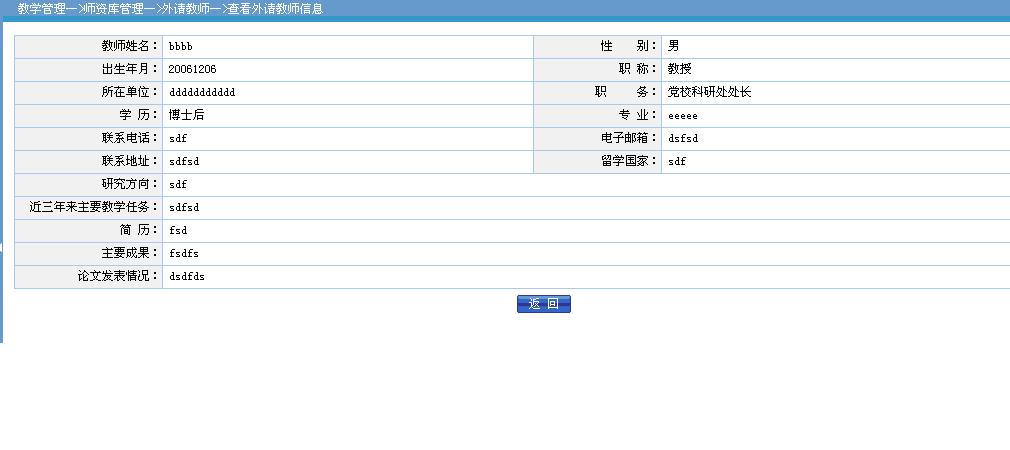 教学管理—>师资库管理—>外请教师—>查看外请教师信息
教师姓名： bbbb 性 别： 男
出生年月： 20061206 职 称： 教授
所在单位： ddddddddddd 职 务： 党校科研处处长
学 历： 博士后 专 业： eeeee
联系电话： sdf 电子邮箱： dsfsd
联系地址： sdfsd 留学国家： sdf
研究方向： sdf
近三年来主要教学任务： sdfsd
简 历： fsd
主要成果： fsdfs
论文发表情况： dsdfds
返 回